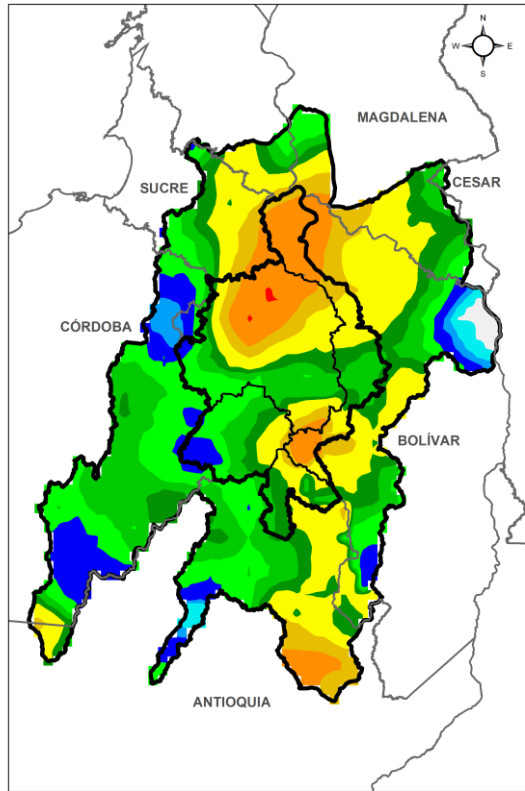 N
W E
S
MAGDALENA
CESAR
SUCRE
CÓRDOBA
BOLÍVAR
ANTIOQUIA